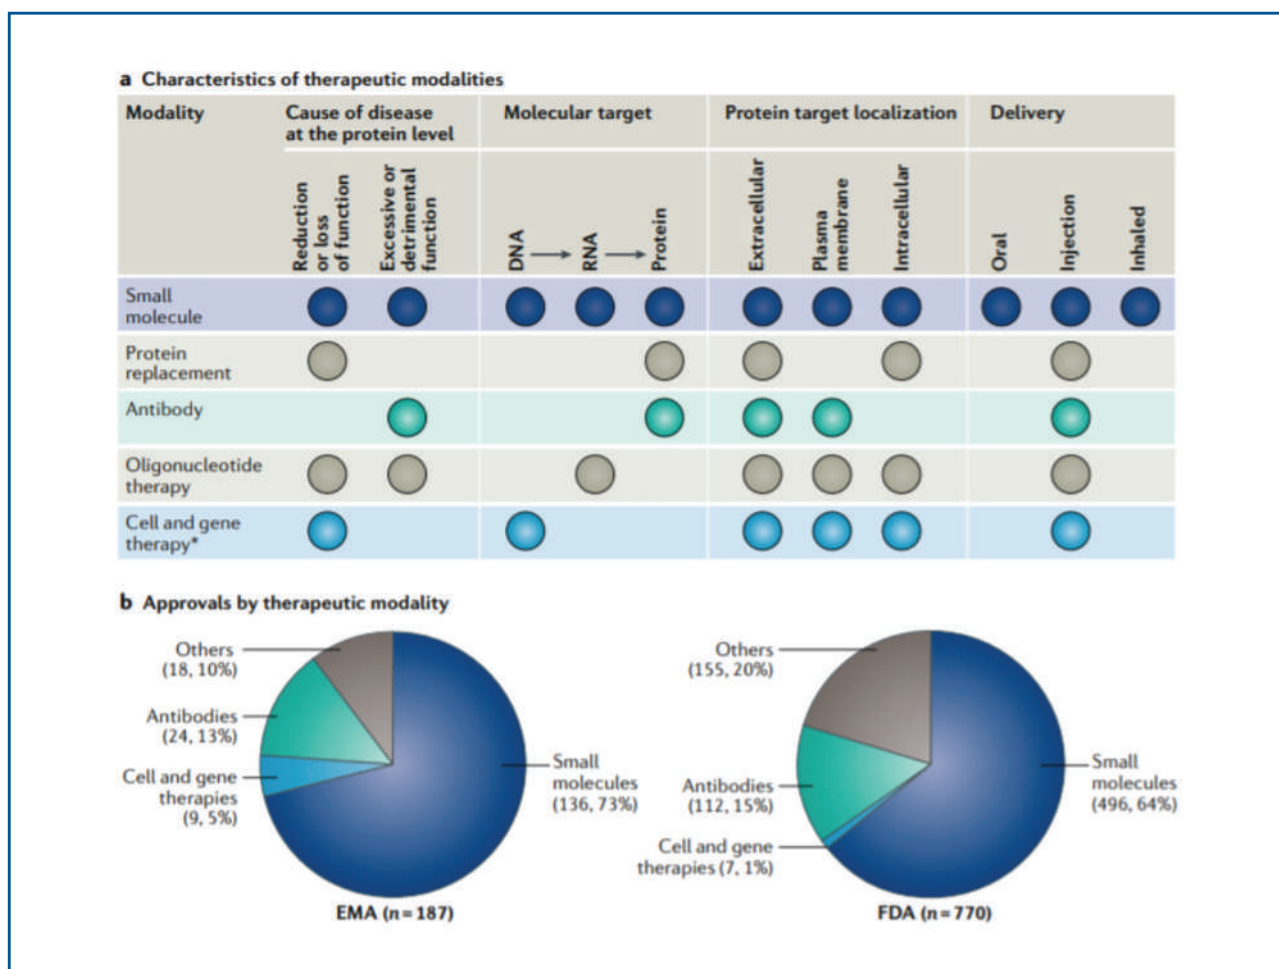 a Characteristics of therapeutic modalities
Modality
Cause of disease
at the protein level
Molecular target
Protein target localization
Delivery
Reduction
or loss
of function
Excessive or
detrimental
function
DNA
RNA
Protein
Extracellular
Plasma
membrane
Intracellular
Oral
Injection
Inhaled
Small
molecule
Protein
replacement
Antibody
Oligonucleotide
therapy
Cell and gene
therapy*
b Approvals by therapeutic modality
Others
(18, 10%)
Antibodies
(24, 13%)
Cell and gene
therapies
(9, 5%)
Small
molecules
(136, 73%)
EMA (n=187)
Others
(155, 20%)
Antibodies
(112, 15%)
Cell and gene
therapies (7, 1%)
Small
molecules
(496, 64%)
FDA (n=770)